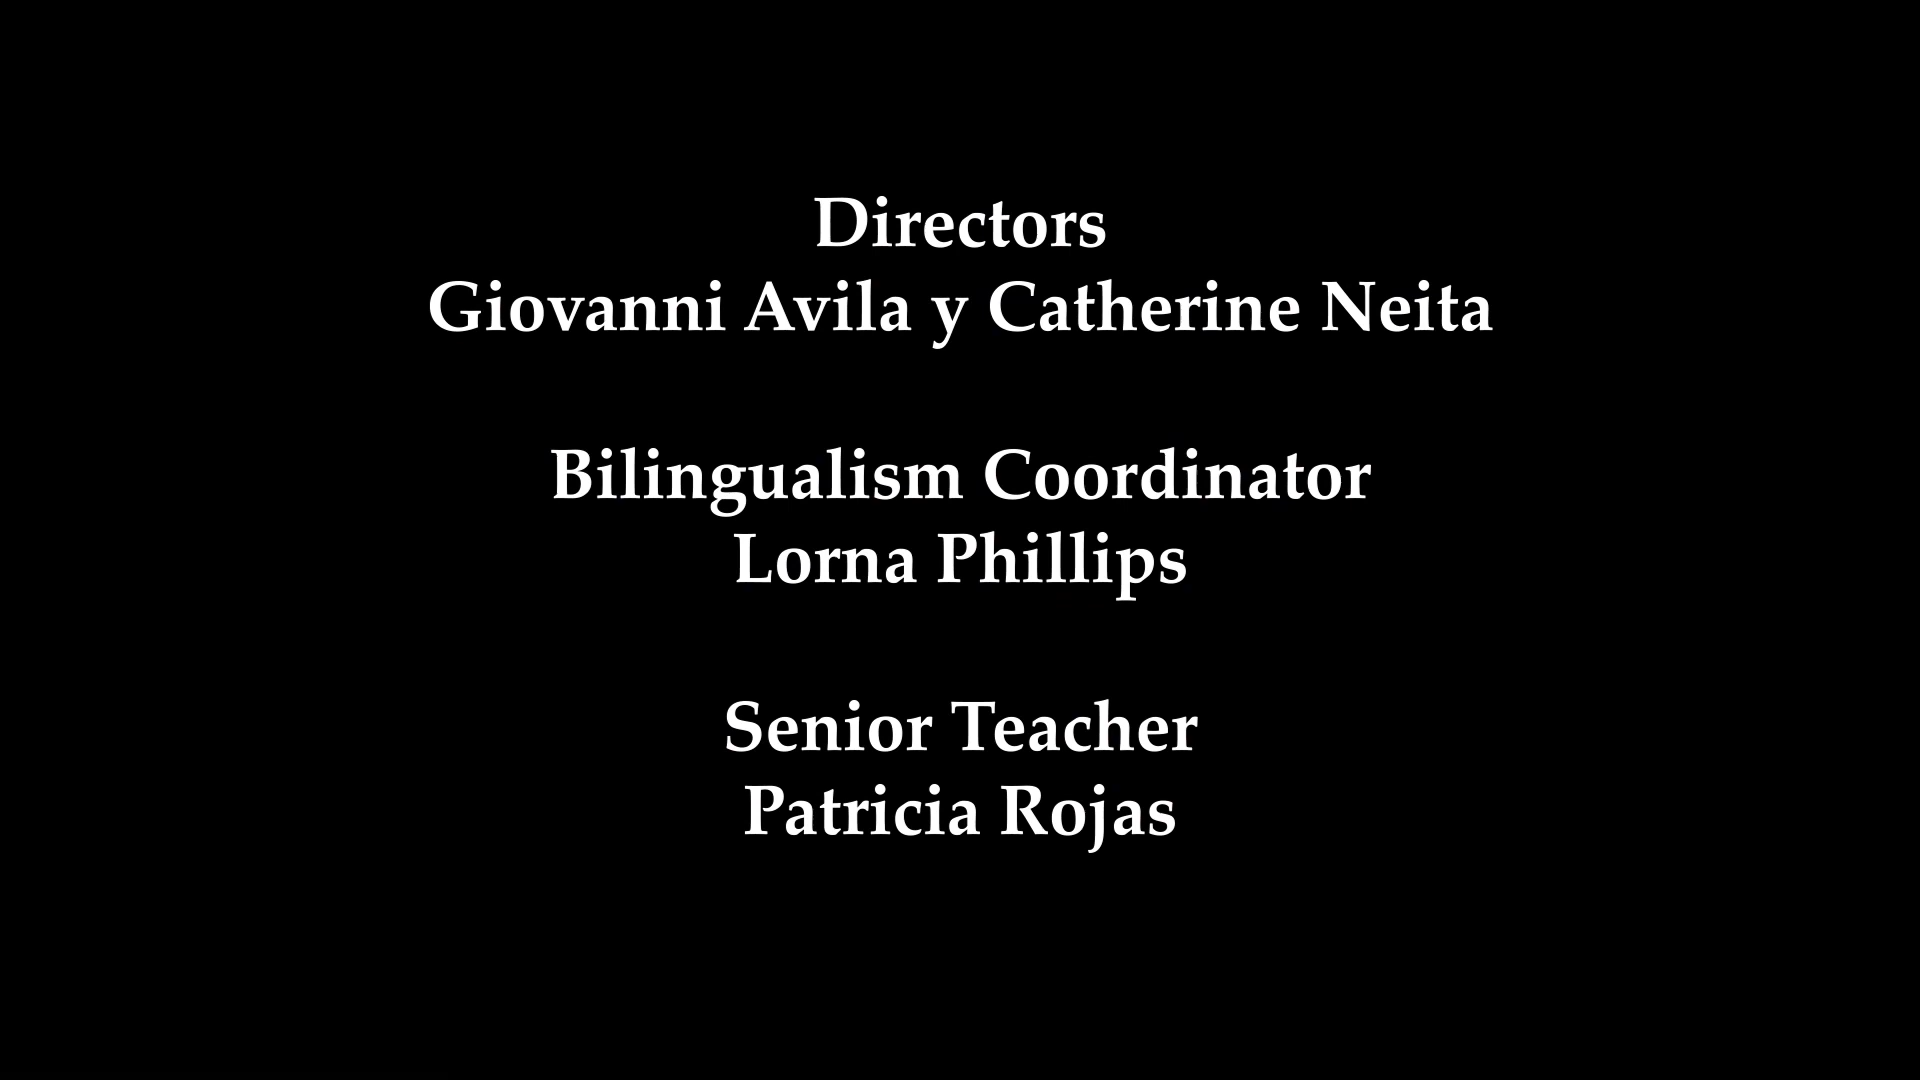 Directors
Giovanni Avila y Catherine Neita
Bilingualism Coordinator
Lorna Phillips
Senior Teacher
Patricia Rojas